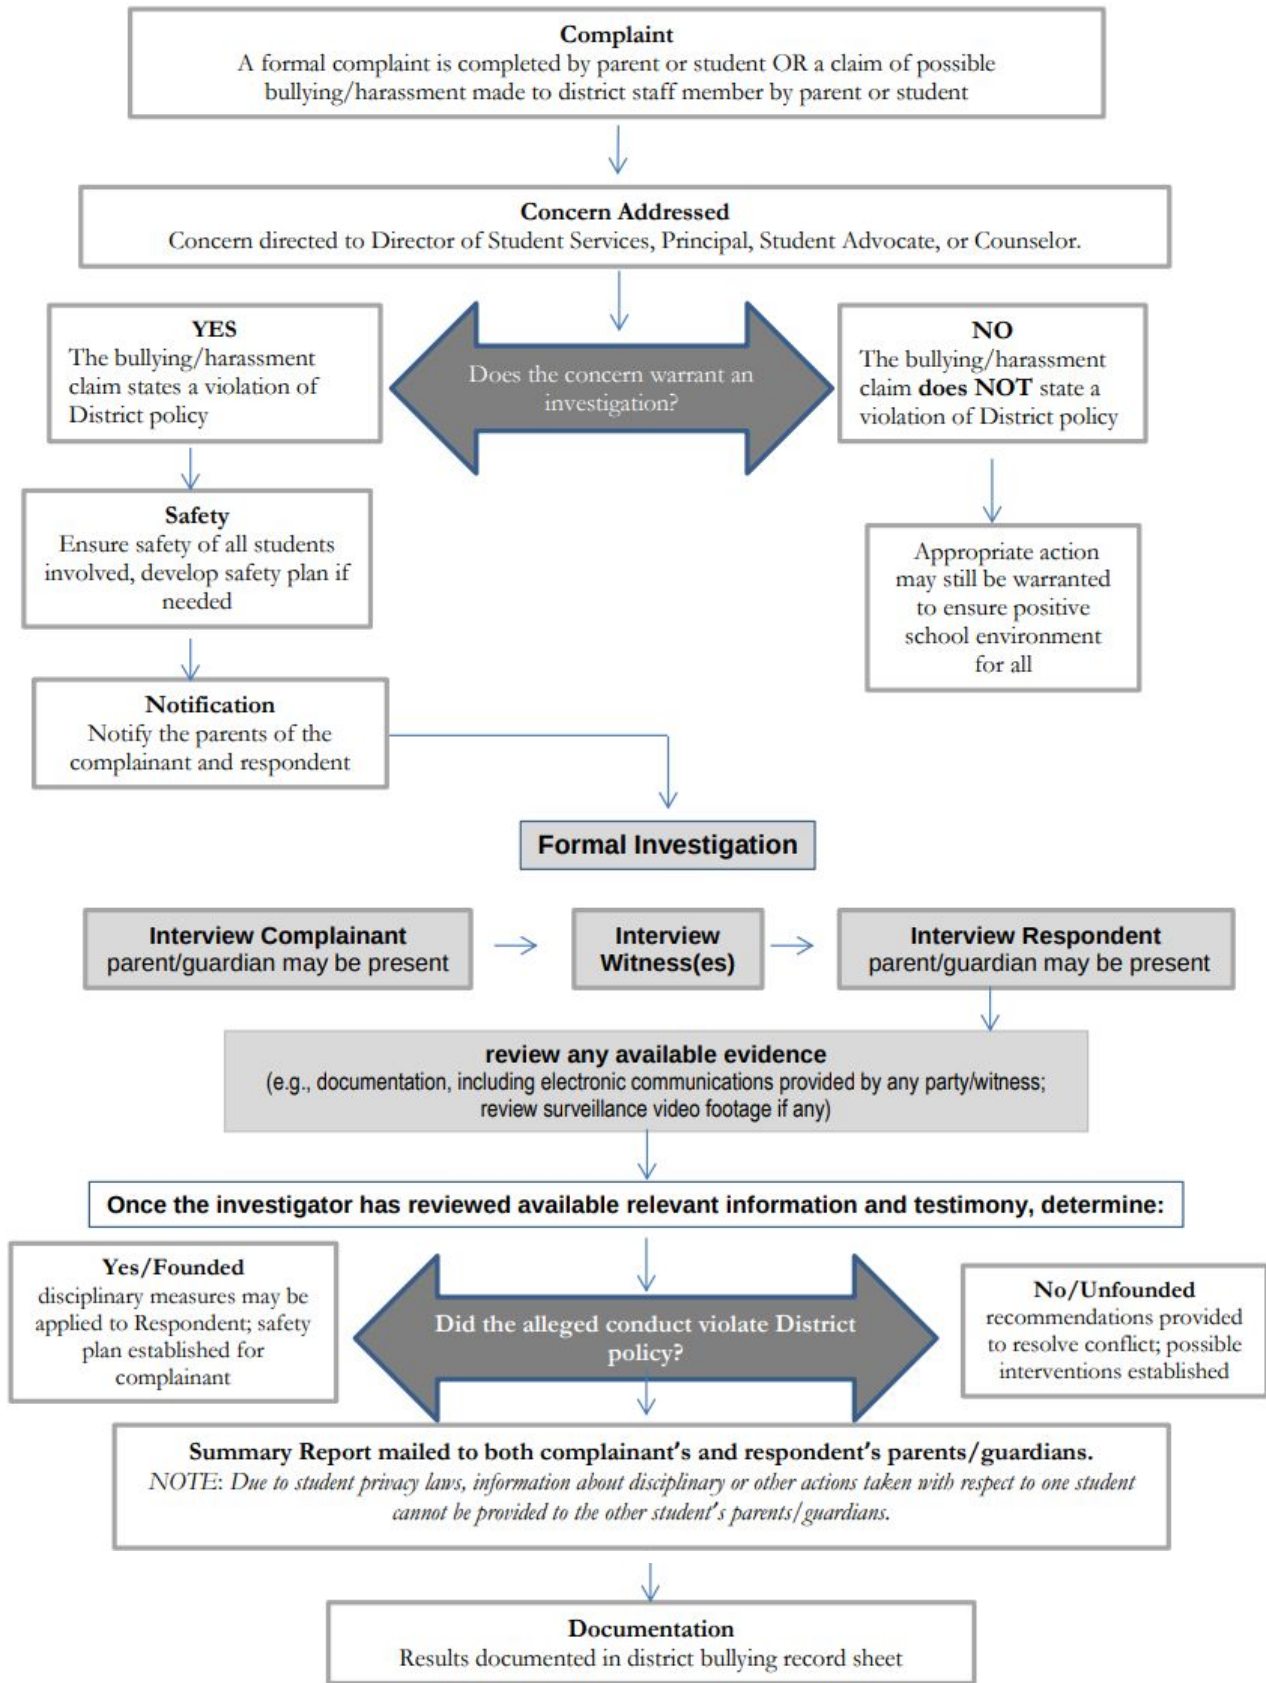 Complaint
A formal complaint is completed by parent or student OR a claim of possible
bullying/harassment made to district staff member by parent or student
Concern Addressed
Concern directed to Director of Student Services, Principal, Student Advocate, or Counselor.
YES
The bullying/harassment
claim states a violation of
District policy
Does the concern warrant an
investigation?
NO
The bullying/harassment
claim does NOT state a
violation of District policy
Safety
Ensure safety of all students
involved, develop safety plan if
needed
Appropriate action
may still be warranted
to ensure positive
school environment
for all
Notification
Notify the parents of the
complainant and respondent
Formal Investigation
Interview Complainant
parent/guardian may be present
Interview
Witness(es)
Interview Respondent
parent/guardian may be present
review any available evidence
(e.g., documentation, including electronic communications provided by any party/witness;
review surveillance video footage if any)
Once the investigator has reviewed available relevant information and testimony, determine:
Yes/Founded
disciplinary measures may be
applied to Respondent; safety
plan established for
complainant
Did the alleged conduct violate District
policy?
No/Unfounded
recommendations provided
to resolve conflict; possible
interventions established
Summary Report mailed to both complainant's and respondent's parents/guardians.
NOTE: Due to student privacy laws, information about disciplinary or other actions taken with respect to one student
cannot be provided to the other student's parents/guardians.
Documentation
Results documented in district bullying record sheet